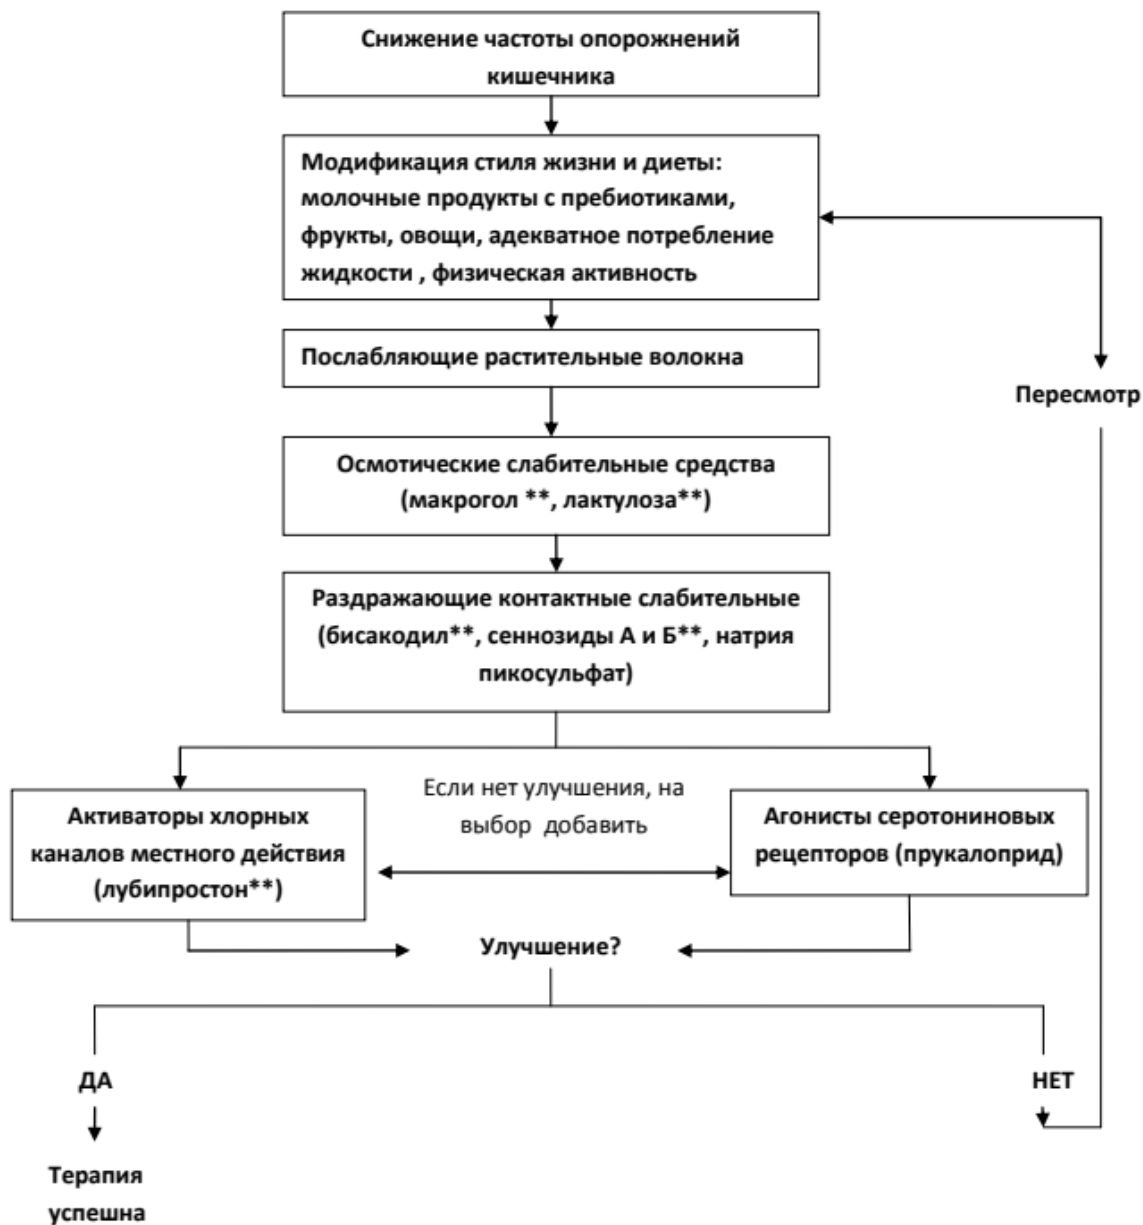 Снижение частоты опорожнений
кишечника
Модификация стиля жизни и диеты:
молочные продукты с пребиотиками,
фрукты, овощи, адекватное потребление
жидкости , физическая активность
Послабляющие растительные волокна
Пересмотр
Осмотические слабительные средства
(макрогол **, лактулоза**)
Раздражающие контактные слабительные
(бисакодил**, сеннозиды А и Б**, натрия
пикосульфат)
Активаторы хлорных
каналов местного действия
(лубипростон**)
Если нет улучшения, на
выбор  добавить
Агонисты серотониновых
рецепторов (прукалоприд)
Улучшение?
ДА
НЕТ
Терапия
успешна